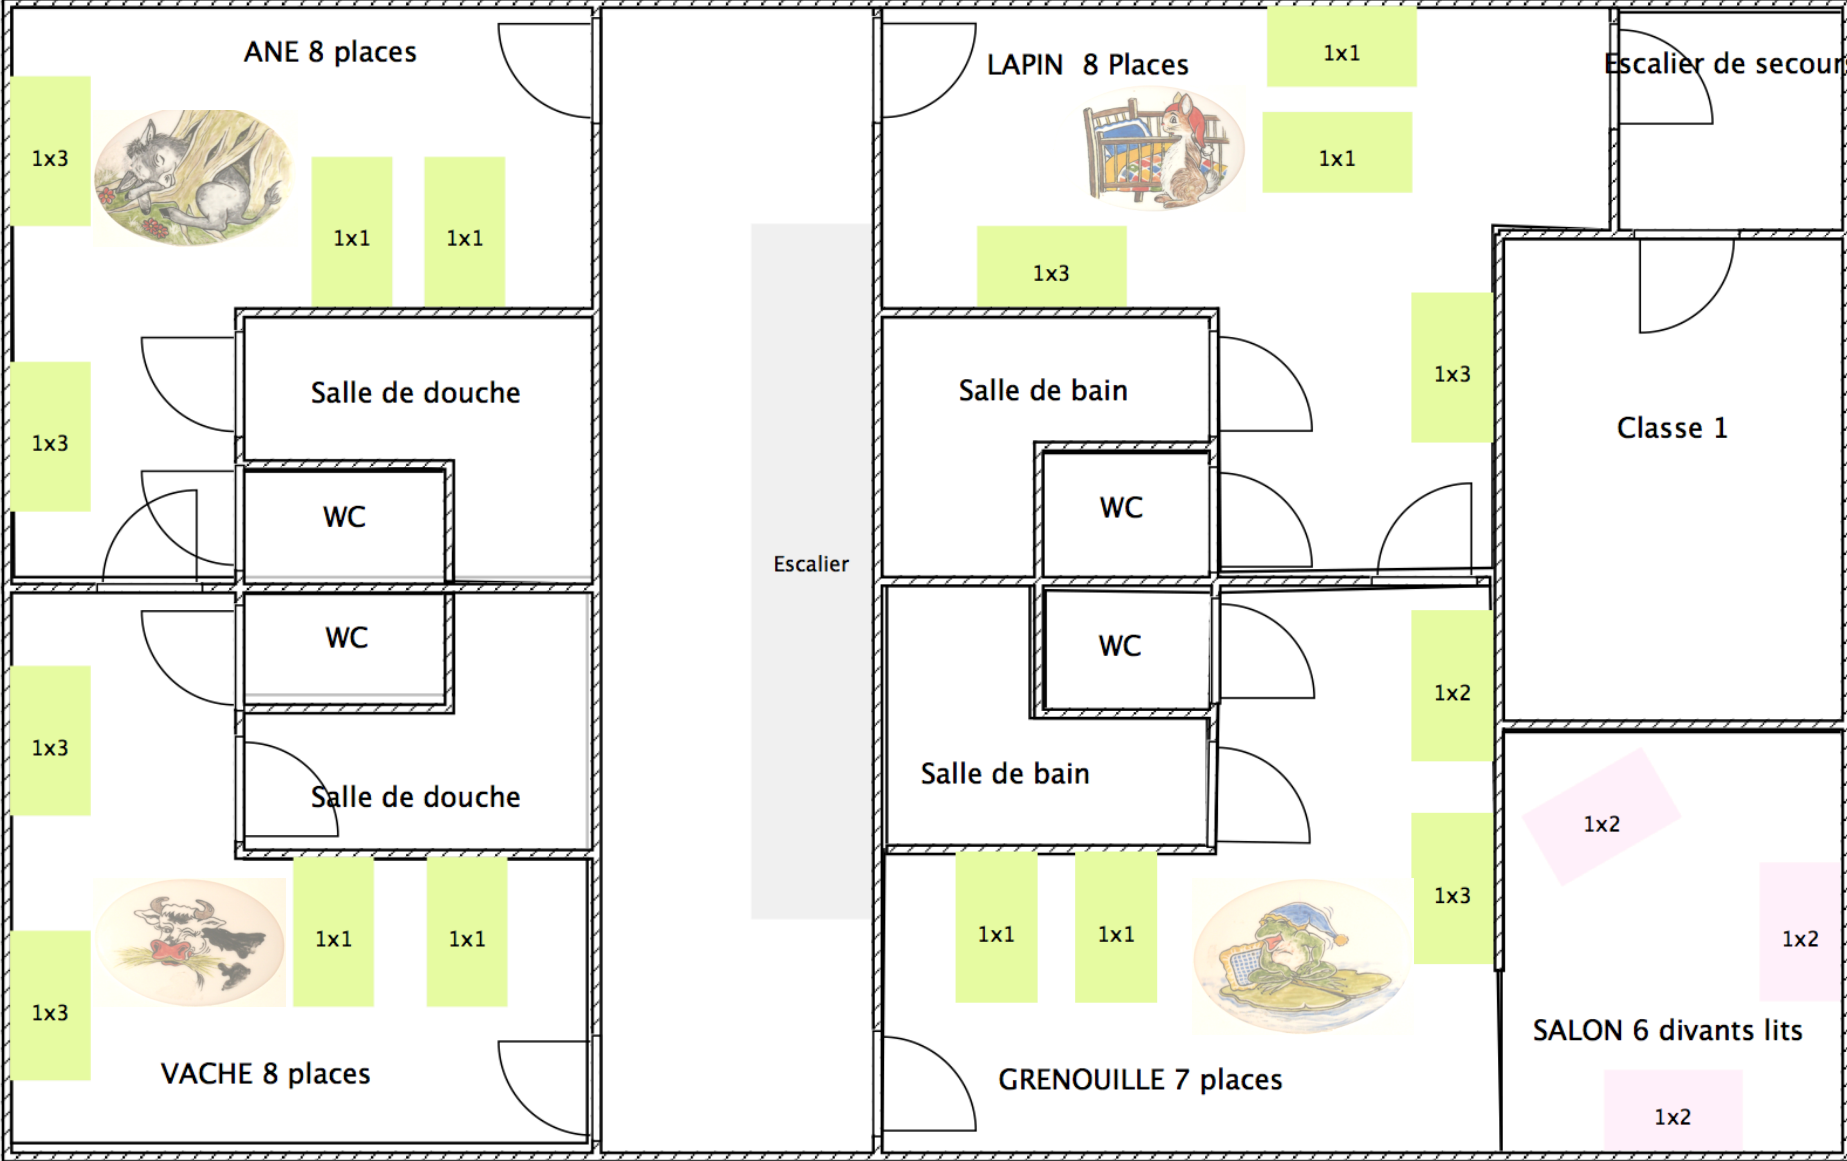 ANE 8 places
1x3
1x1
1x1
1x3
Salle de douche
WC
WC
1x3
Salle de douche
1x1
1x1
1x3
VACHE 8 places
Escalier
LAPIN  8 Places
1x1
1x1
1x3
1x3
Salle de bain
WC
WC
1x2
Salle de bain
1x3
1x1
1x1
GRENOUILLE 7 places
Escalier de secour
Classe 1
1x2
1x2
SALON 6 divants lits
1x2